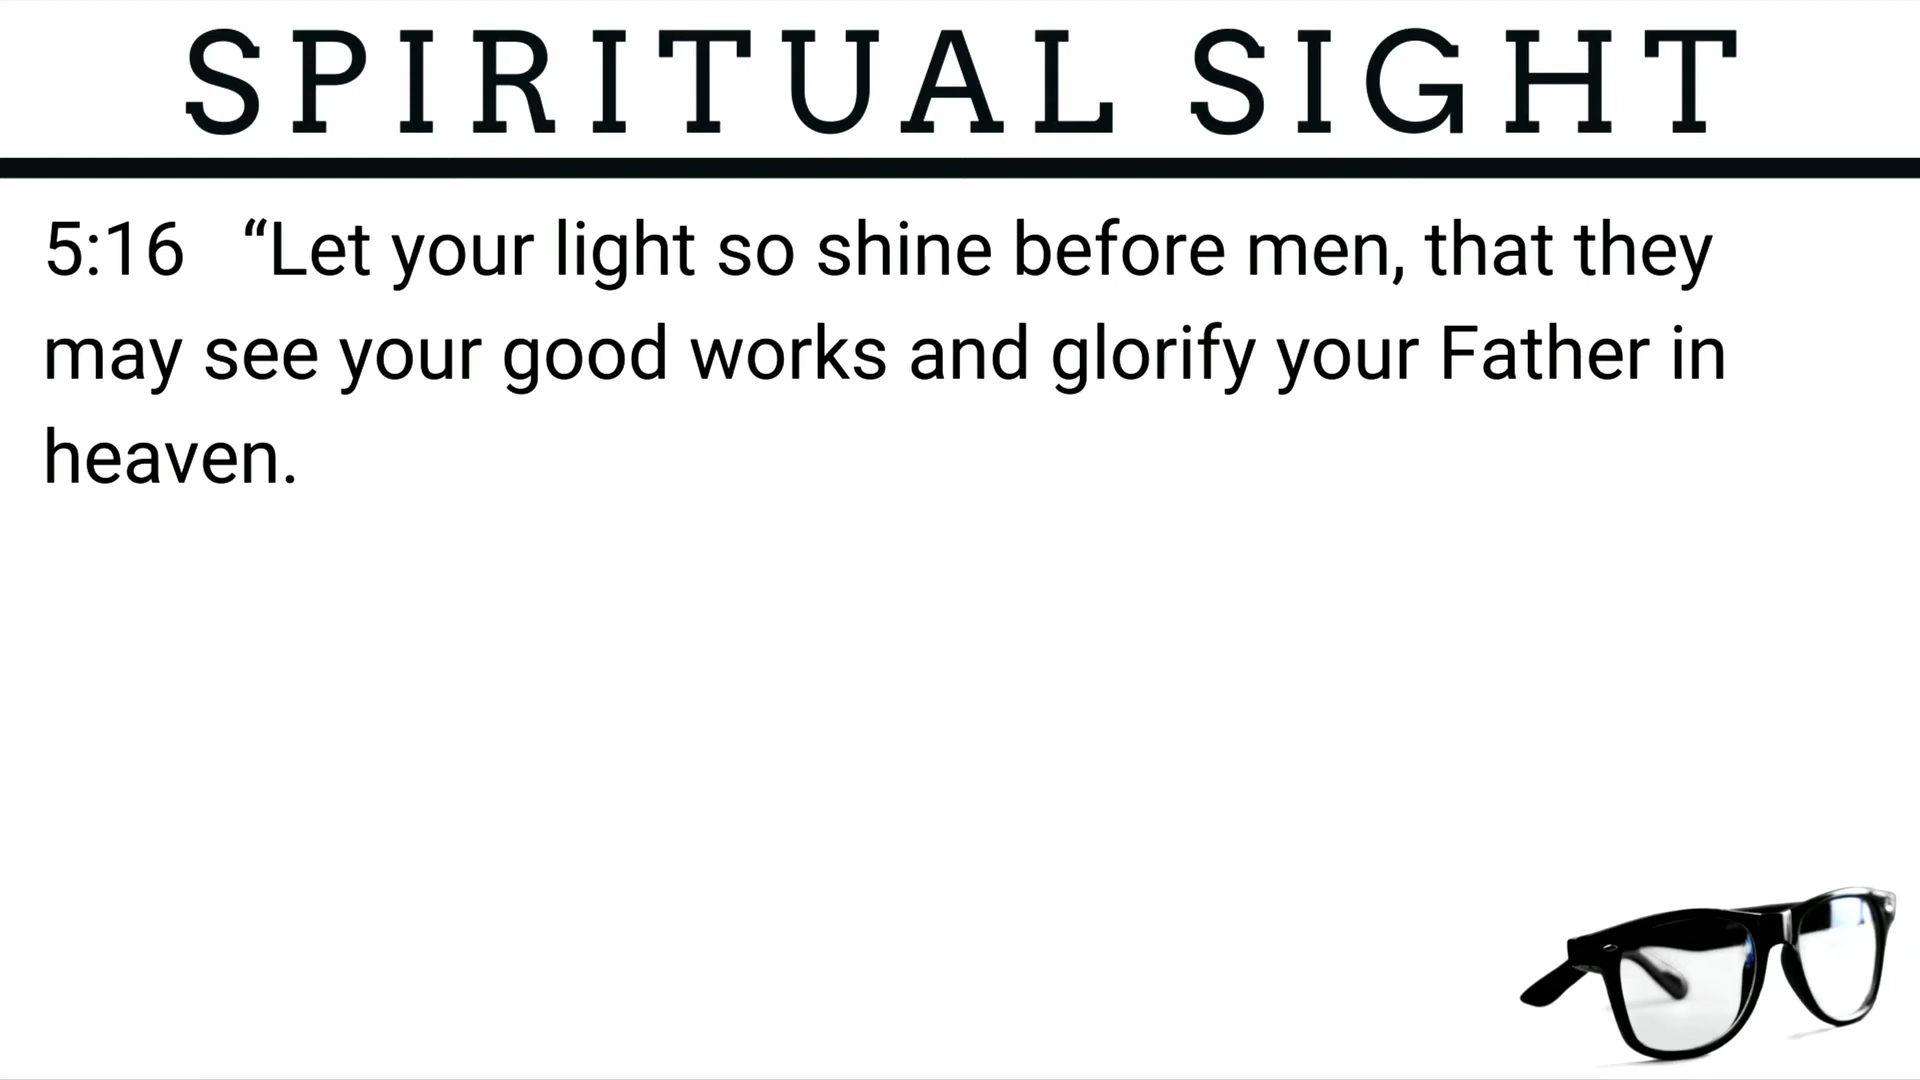 SPIRITUAL SIGHT
5:16 “Let your light so shine before men, that they
may see your good works and glorify your Father in
heaven.